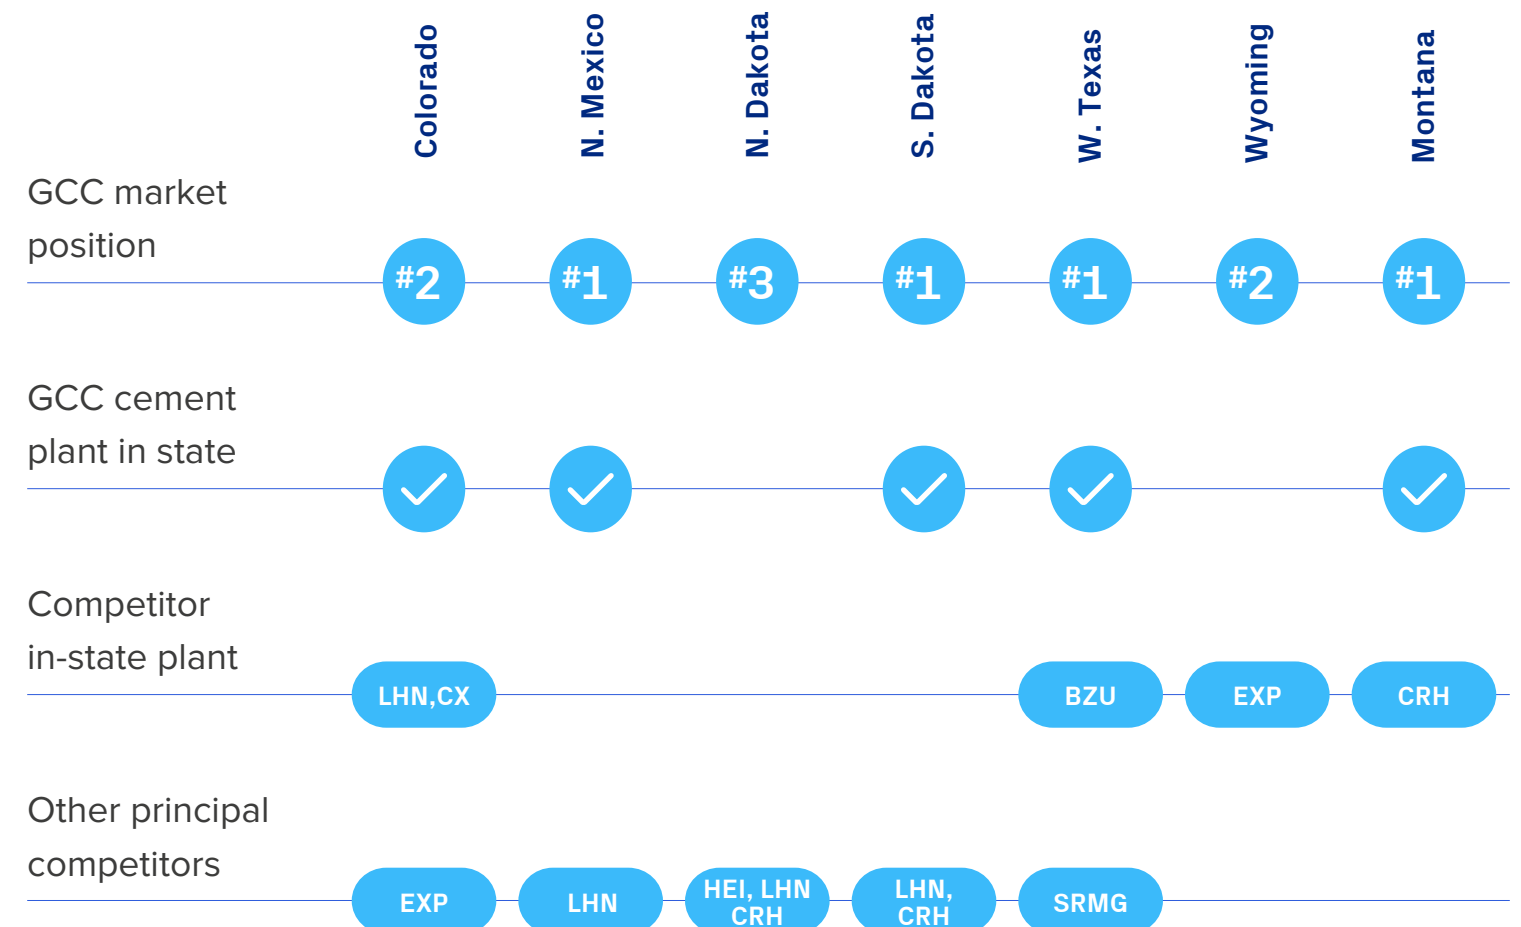 Colorado
N. Mexico
N. Dakota
S. Dakota
W. Texas
Wyoming
Montana
GCC market
position
#2
#1
#3
#1
#1
#2
#1
GCC cement
plant in state
Competitor
in-state plant
LHN,CX
BZU
EXP
CRH
Other principal
competitors
EXP
LHN
HEI, LHN
CRH
LHN,
CRH
SRMG